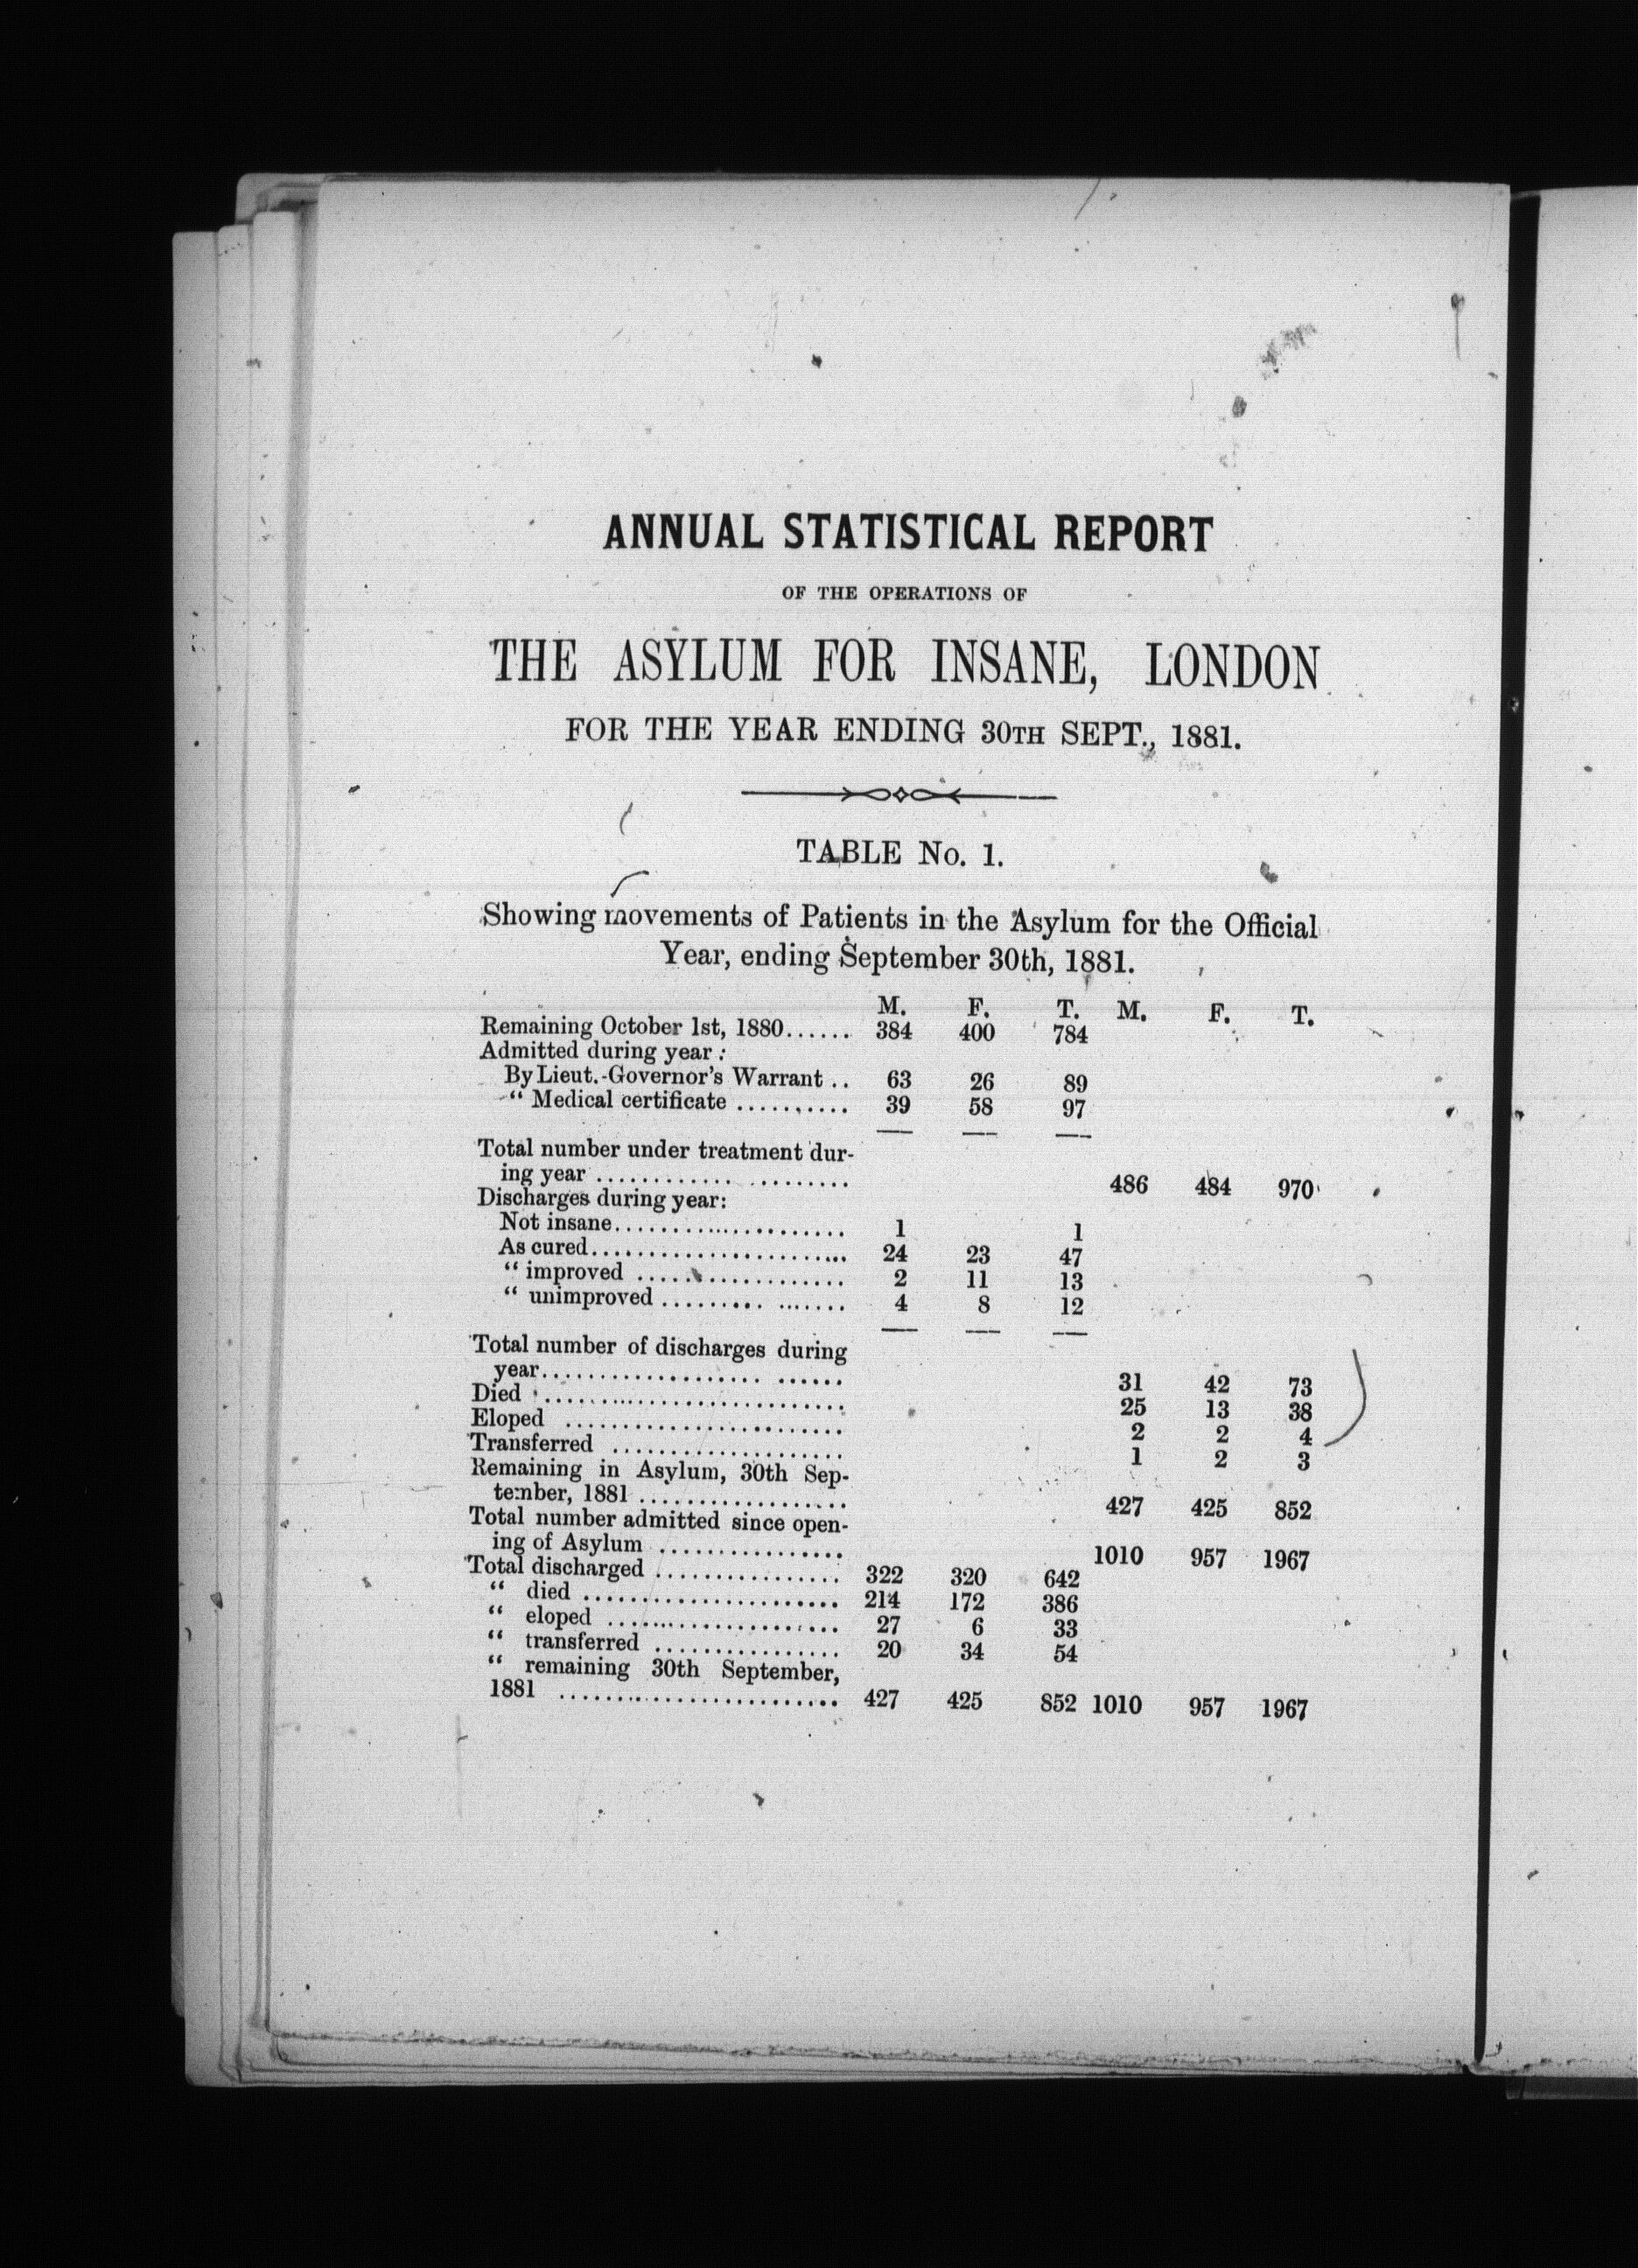 ANNUAL STATISTICAL REPORT
OF THE OPERATIONS OF
THE ASYLUM FOR INSANE, LONDON
FOR THE YEAR ENDING 30TH SEPT., 1881.
TABLE No. 1.
Showing movements of Patients in the Asylum for the Official
Year, ending September 30th, 1881.
M. F. T. M. F. T.
Remaining October 1st, 1880...... 384 400 784
Admitted during year :
By Lieut.-Governor's Warrant .. 63 26 89
“ Medical certificate .......... 39 58 97
Total number under treatment dur-
ing year ..................... 486 484 970
Discharges during year:
Not insane..................... 1 1
As cured....................... 24 23 47
“ improved ................... 2 11 13
“ unimproved ................ 4 8 12
Total number of discharges during
year......................... 31 42 73
Died .......................... 25 13 38
Eloped ........................ 2 2 4
Transferred .................... 1 2 3
Remaining in Asylum, 30th Sep-
tember, 1881 .................. 427 425 852
Total number admitted since open-
ing of Asylum ................ 1010 957 1967
Total discharged ................ 322 320 642
“ died ...................... 214 172 386
“ eloped .................... 27 6 33
“ transferred ................ 20 34 54
“ remaining 30th September,
1881 ........................ 427 425 852 1010 957 1967